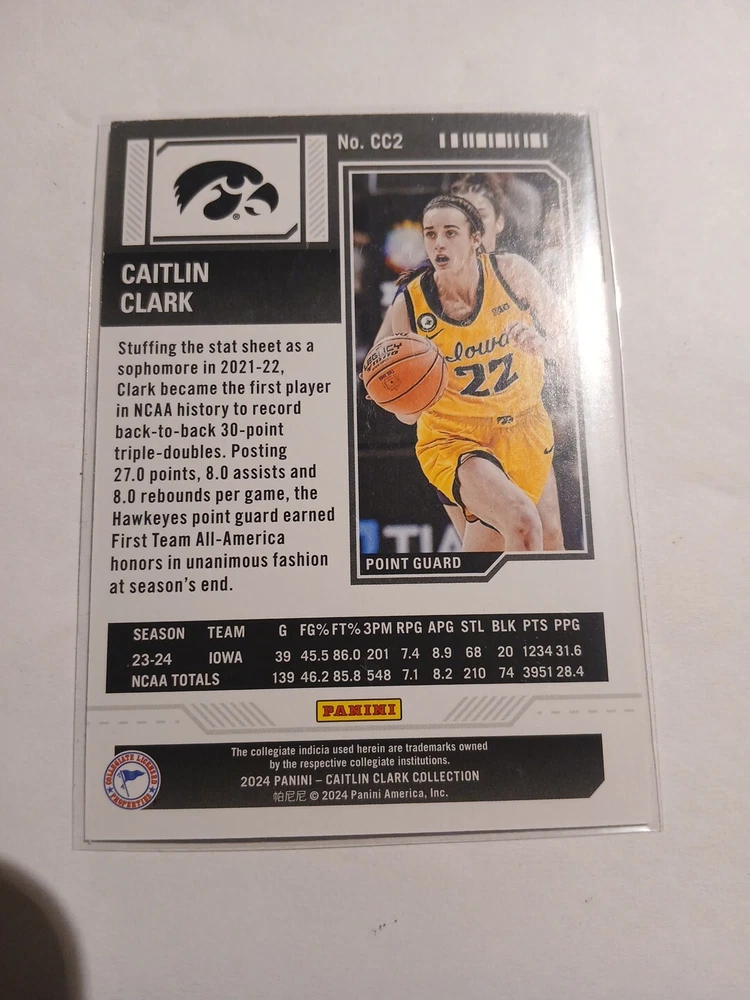 No. CC2
CAITLIN
CLARK
Stuffing the stat sheet as a
sophomore in 2021-22,
Clark became the first player
in NCAA history to record
back-to-back 30-point
triple-doubles. Posting
27.0 points, 8.0 assists and
8.0 rebounds per game, the
Hawkeyes point guard earned
First Team All-America
honors in unanimous fashion
at season's end.
LEGACY
Iowa
22
POINT GUARD
SEASON TEAM G FG% FT% 3PM RPG APG STL BLK PTS PPG
23-24 IOWA 39 45.5 86.0 201 7.4 8.9 68 20 1234 31.6
NCAA TOTALS 139 46.2 85.8 548 7.1 8.2 210 74 3951 28.4
PANINI
The collegiate indicia used herein are trademarks owned
by the respective collegiate institutions.
2024 PANINI – CAITLIN CLARK COLLECTION
帕尼尼 © 2024 Panini America, Inc.
COLLEGIATE LICENSED
PROPERTIES